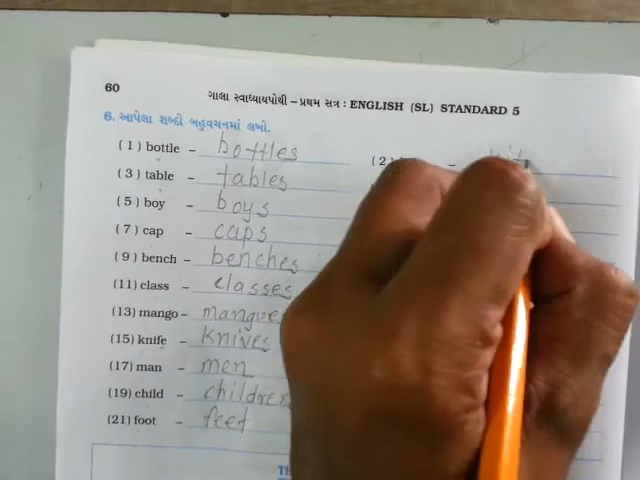 60
ગાલા સ્વાધ્યાયપોથી – પ્રથમ સત્ર : ENGLISH (SL) STANDARD 5
6. આપેલા શબ્દો બહુવચનમાં લખો.
(1) bottle – bottles (2)
(3) table – tables
(5) boy – boys
(7) cap – caps
(9) bench – benches
(11) class – classes
(13) mango –
(15) knife – knives
(17) man – men
(19) child – children
(21) foot – feet